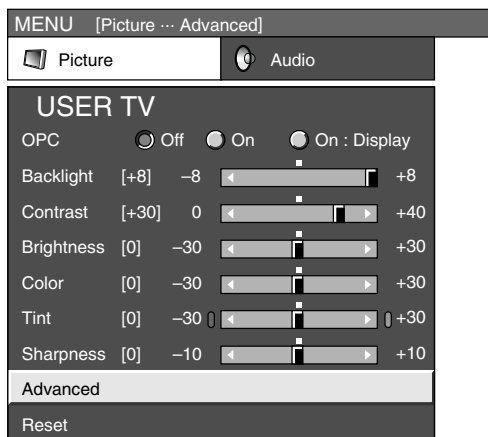 MENU [Picture ··· Advanced]
Picture Audio
USER TV
OPC Off On On : Display
Backlight [+8] –8 +8
Contrast [+30] 0 +40
Brightness [0] –30 +30
Color [0] –30 +30
Tint [0] –30 +30
Sharpness [0] –10 +10
Advanced
Reset